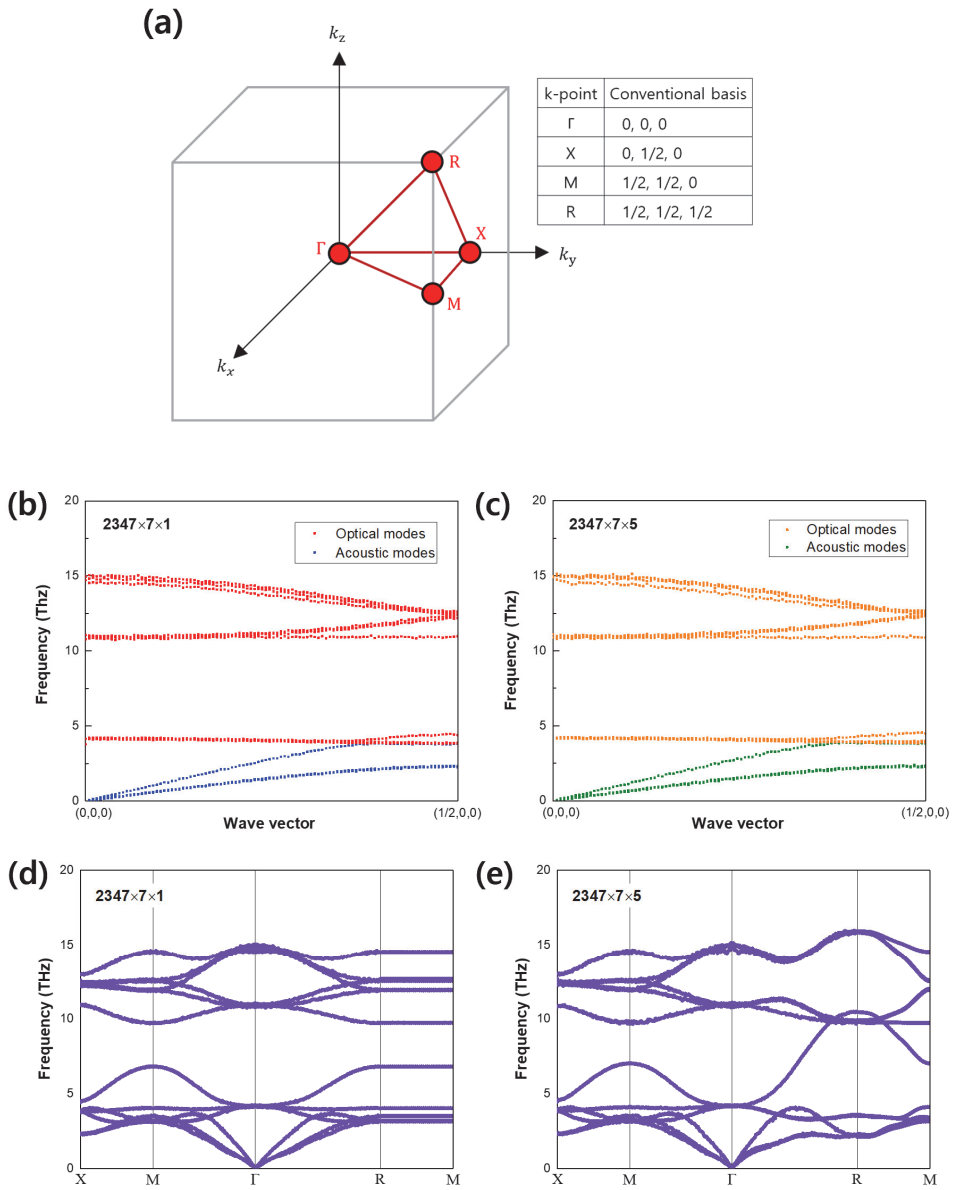 (a)
k_z
k-point Conventional basis
Γ 0, 0, 0
X 0, 1/2, 0
M 1/2, 1/2, 0
R 1/2, 1/2, 1/2
R
X
Γ
k_y
M
k_x
(b)
2347×7×1
Optical modes
Acoustic modes
Frequency (Thz)
20
15
10
5
0
(0,0,0)
Wave vector
(1/2,0,0)
(c)
2347×7×5
Optical modes
Acoustic modes
Frequency (Thz)
20
15
10
5
0
(0,0,0)
Wave vector
(1/2,0,0)
(d)
2347×7×1
Frequency (THz)
20
15
10
5
0
X M Γ R M
(e)
2347×7×5
Frequency (THz)
20
15
10
5
0
X M Γ R M